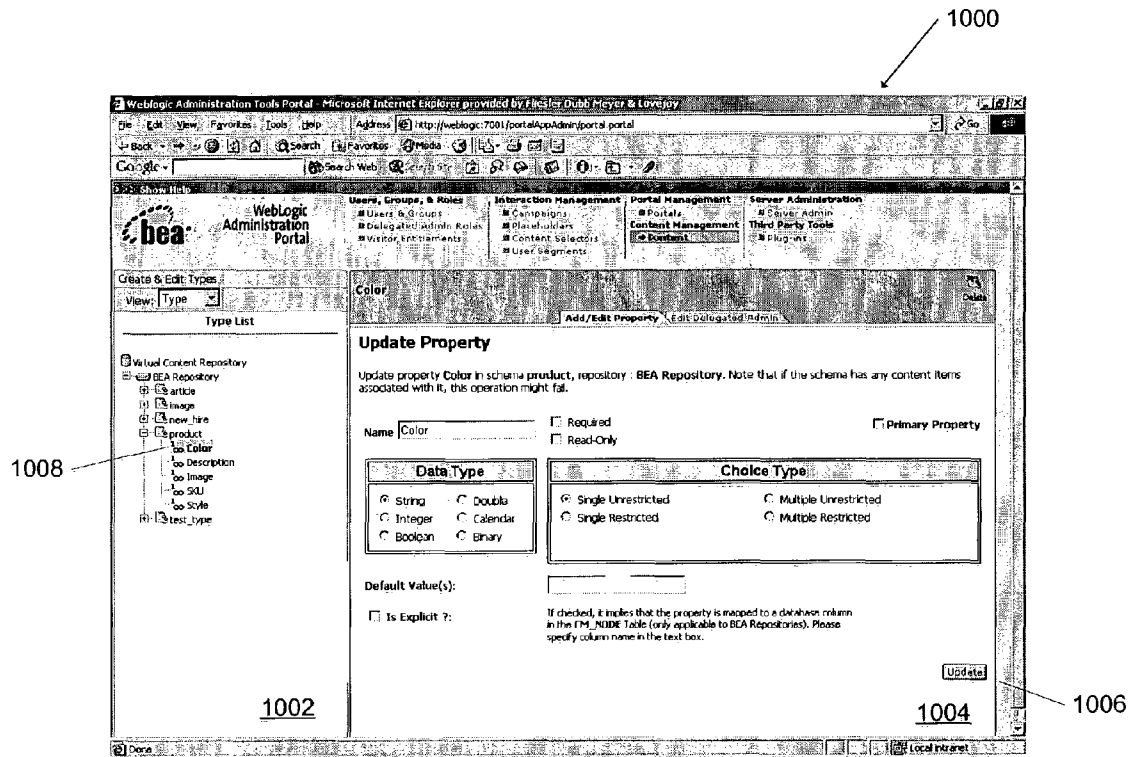 1000
Weblogic Administration Tools Portal - Microsoft Internet Explorer provided by Fliesler Dubb Meyer & Lovejoy
File Edit View Favorites Tools Help Address http://weblogic:7001/portalAppAdmin/portal.portal Go
Back Search Favorites Media
Google Search Web
Show Help
bea
WebLogic
Administration
Portal
Users, Groups, & Roles
Users & Groups
Delegated Admin Roles
Visitor Entitlements
Interaction Management
Campaigns
Placeholders
Content Selectors
User Segments
Portal Management
Portals
Content Management
Content
Server Administration
Server Admin
Third Party Tools
Plug-ins
Create & Edit Types
View: Type
Type List
Virtual Content Repository
BEA Repository
article
image
new_hire
product
Color
Description
Image
SKU
Style
test_type
1008
1002
Color
Delete
Add/Edit Property Edit Delegated Admin
Update Property
Update property Color in schema product, repository : BEA Repository. Note that if the schema has any content items
associated with it, this operation might fail.
Name Color
Required
Read-Only
Primary Property
Data Type
String Double
Integer Calendar
Boolean Binary
Choice Type
Single Unrestricted Multiple Unrestricted
Single Restricted Multiple Restricted
Default Value(s):
Is Explicit ?:
If checked, it implies that the property is mapped to a database column
in the CM_NODE Table (only applicable to BEA Repositories). Please
specify column name in the text box.
Update
1006
1004
Done
Local intranet